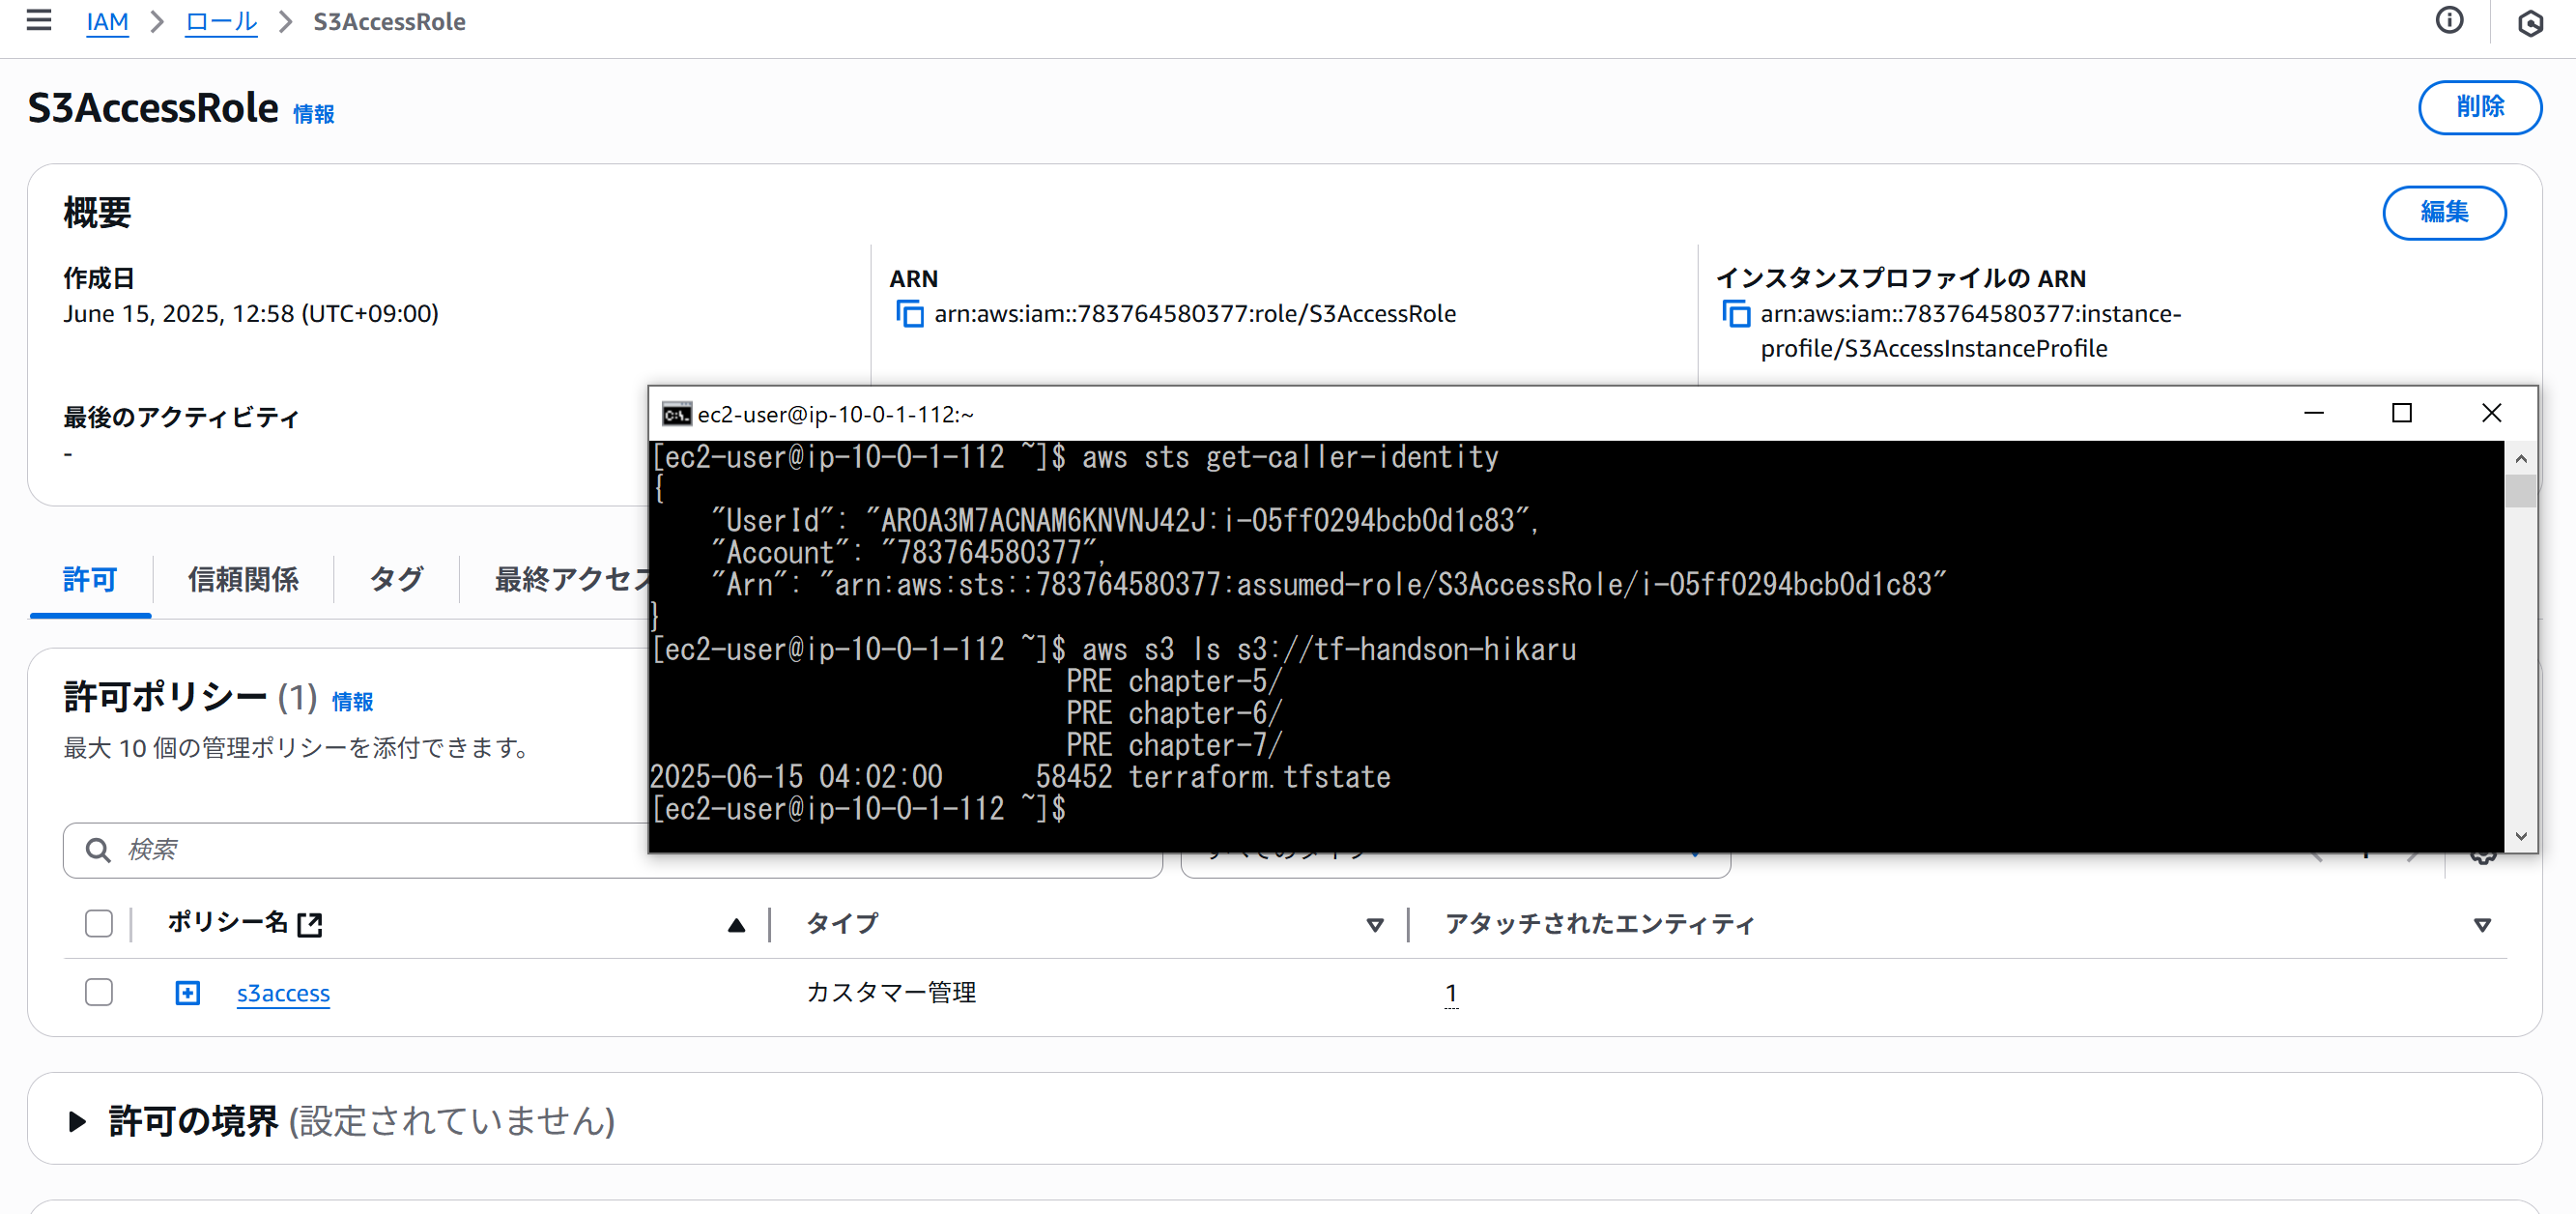 IAM > ロール > S3AccessRole
S3AccessRole 情報
削除
概要
編集
作成日
June 15, 2025, 12:58 (UTC+09:00)
ARN
arn:aws:iam::783764580377:role/S3AccessRole
インスタンスプロファイルの ARN
arn:aws:iam::783764580377:instance-
profile/S3AccessInstanceProfile
最後のアクティビティ
-
ec2-user@ip-10-0-1-112:~
[ec2-user@ip-10-0-1-112 ~]$ aws sts get-caller-identity
{
"UserId": "AROA3M7ACNAM6KNVNJ42J:i-05ff0294bcb0d1c83",
"Account": "783764580377",
"Arn": "arn:aws:sts::783764580377:assumed-role/S3AccessRole/i-05ff0294bcb0d1c83"
}
[ec2-user@ip-10-0-1-112 ~]$ aws s3 ls s3://tf-handson-hikaru
PRE chapter-5/
PRE chapter-6/
PRE chapter-7/
2025-06-15 04:02:00 58452 terraform.tfstate
[ec2-user@ip-10-0-1-112 ~]$
許可
信頼関係
タグ
最終アクセス
許可ポリシー (1) 情報
最大 10 個の管理ポリシーを添付できます。
検索
すべてのタイプ
ポリシー名
タイプ
アタッチされたエンティティ
s3access
カスタマー管理
1
許可の境界 (設定されていません)